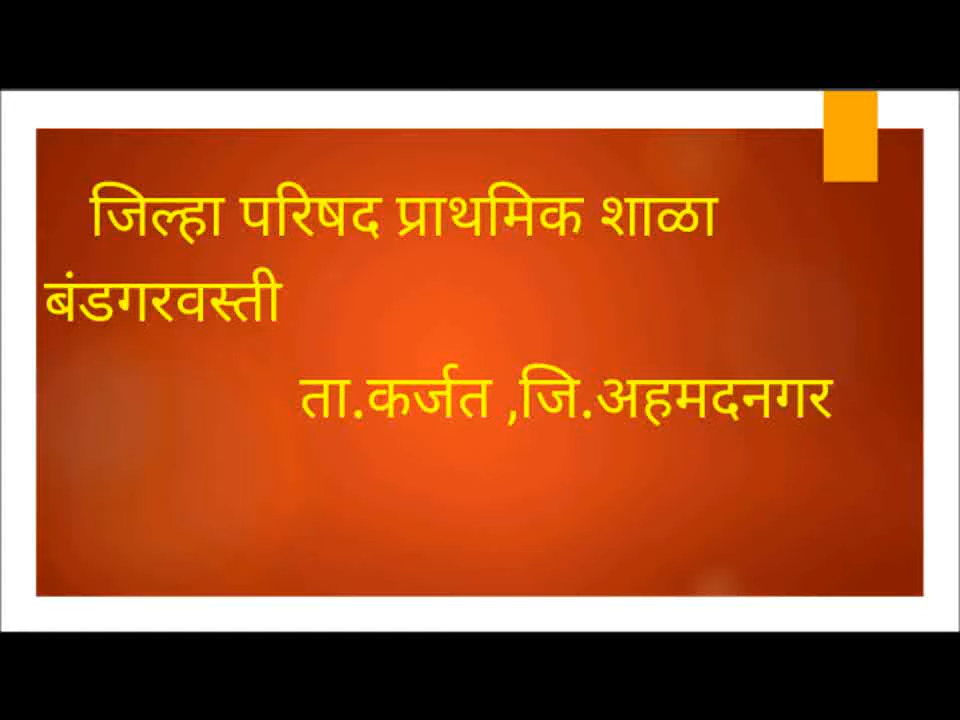 जिल्हा परिषद प्राथमिक शाळा
बंडगरवस्ती
ता.कर्जत ,जि.अहमदनगर